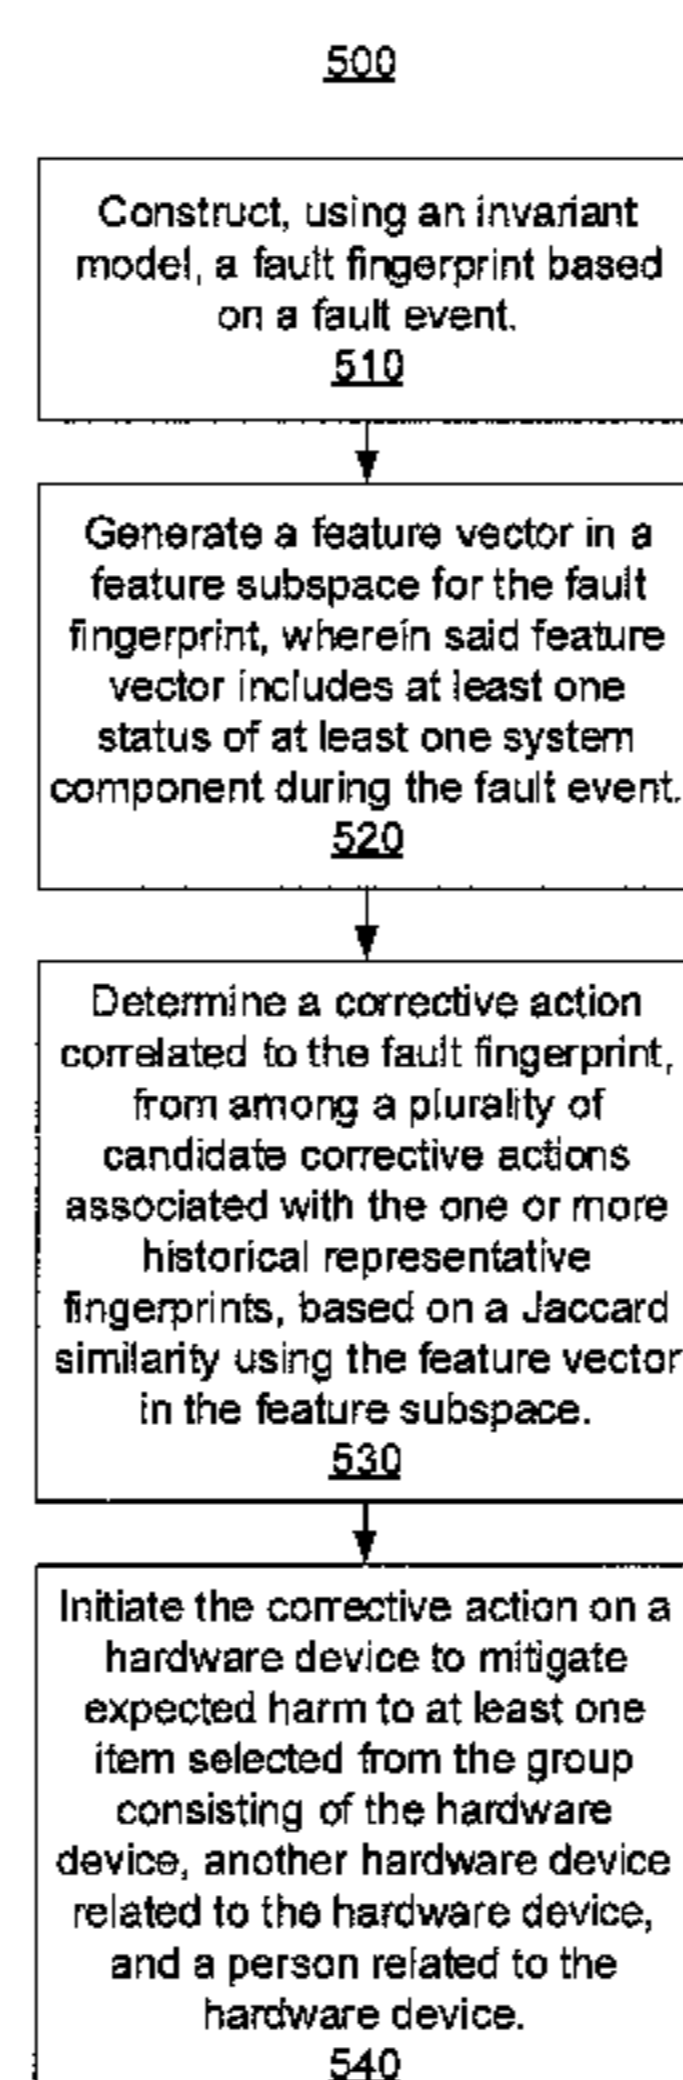 500
Construct, using an invariant
model, a fault fingerprint based
on a fault event.
510
Generate a feature vector in a
feature subspace for the fault
fingerprint, wherein said feature
vector includes at least one
status of at least one system
component during the fault event.
520
Determine a corrective action
correlated to the fault fingerprint,
from among a plurality of
candidate corrective actions
associated with the one or more
historical representative
fingerprints, based on a Jaccard
similarity using the feature vector
in the feature subspace.
530
Initiate the corrective action on a
hardware device to mitigate
expected harm to at least one
item selected from the group
consisting of the hardware
device, another hardware device
related to the hardware device,
and a person related to the
hardware device.
540